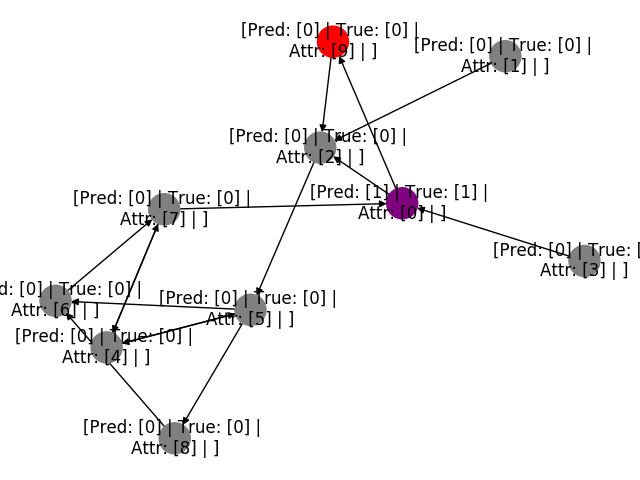 [Pred: [0] | True: [0] |
Attr: [9] | ]
[Pred: [0] | True: [0] |
Attr: [1] | ]
[Pred: [0] | True: [0] |
Attr: [2] | ]
[Pred: [1] | True: [1] |
Attr: [0] | ]
[Pred: [0] | True: [0] |
Attr: [7] | ]
[Pred: [0] | True: [
Attr: [3] | ]
d: [0] | True: [0] |
Attr: [6] | ]
[Pred: [0] | True: [0] |
Attr: [5] | ]
[Pred: [0] | True: [0] |
Attr: [4] | ]
[Pred: [0] | True: [0] |
Attr: [8] | ]